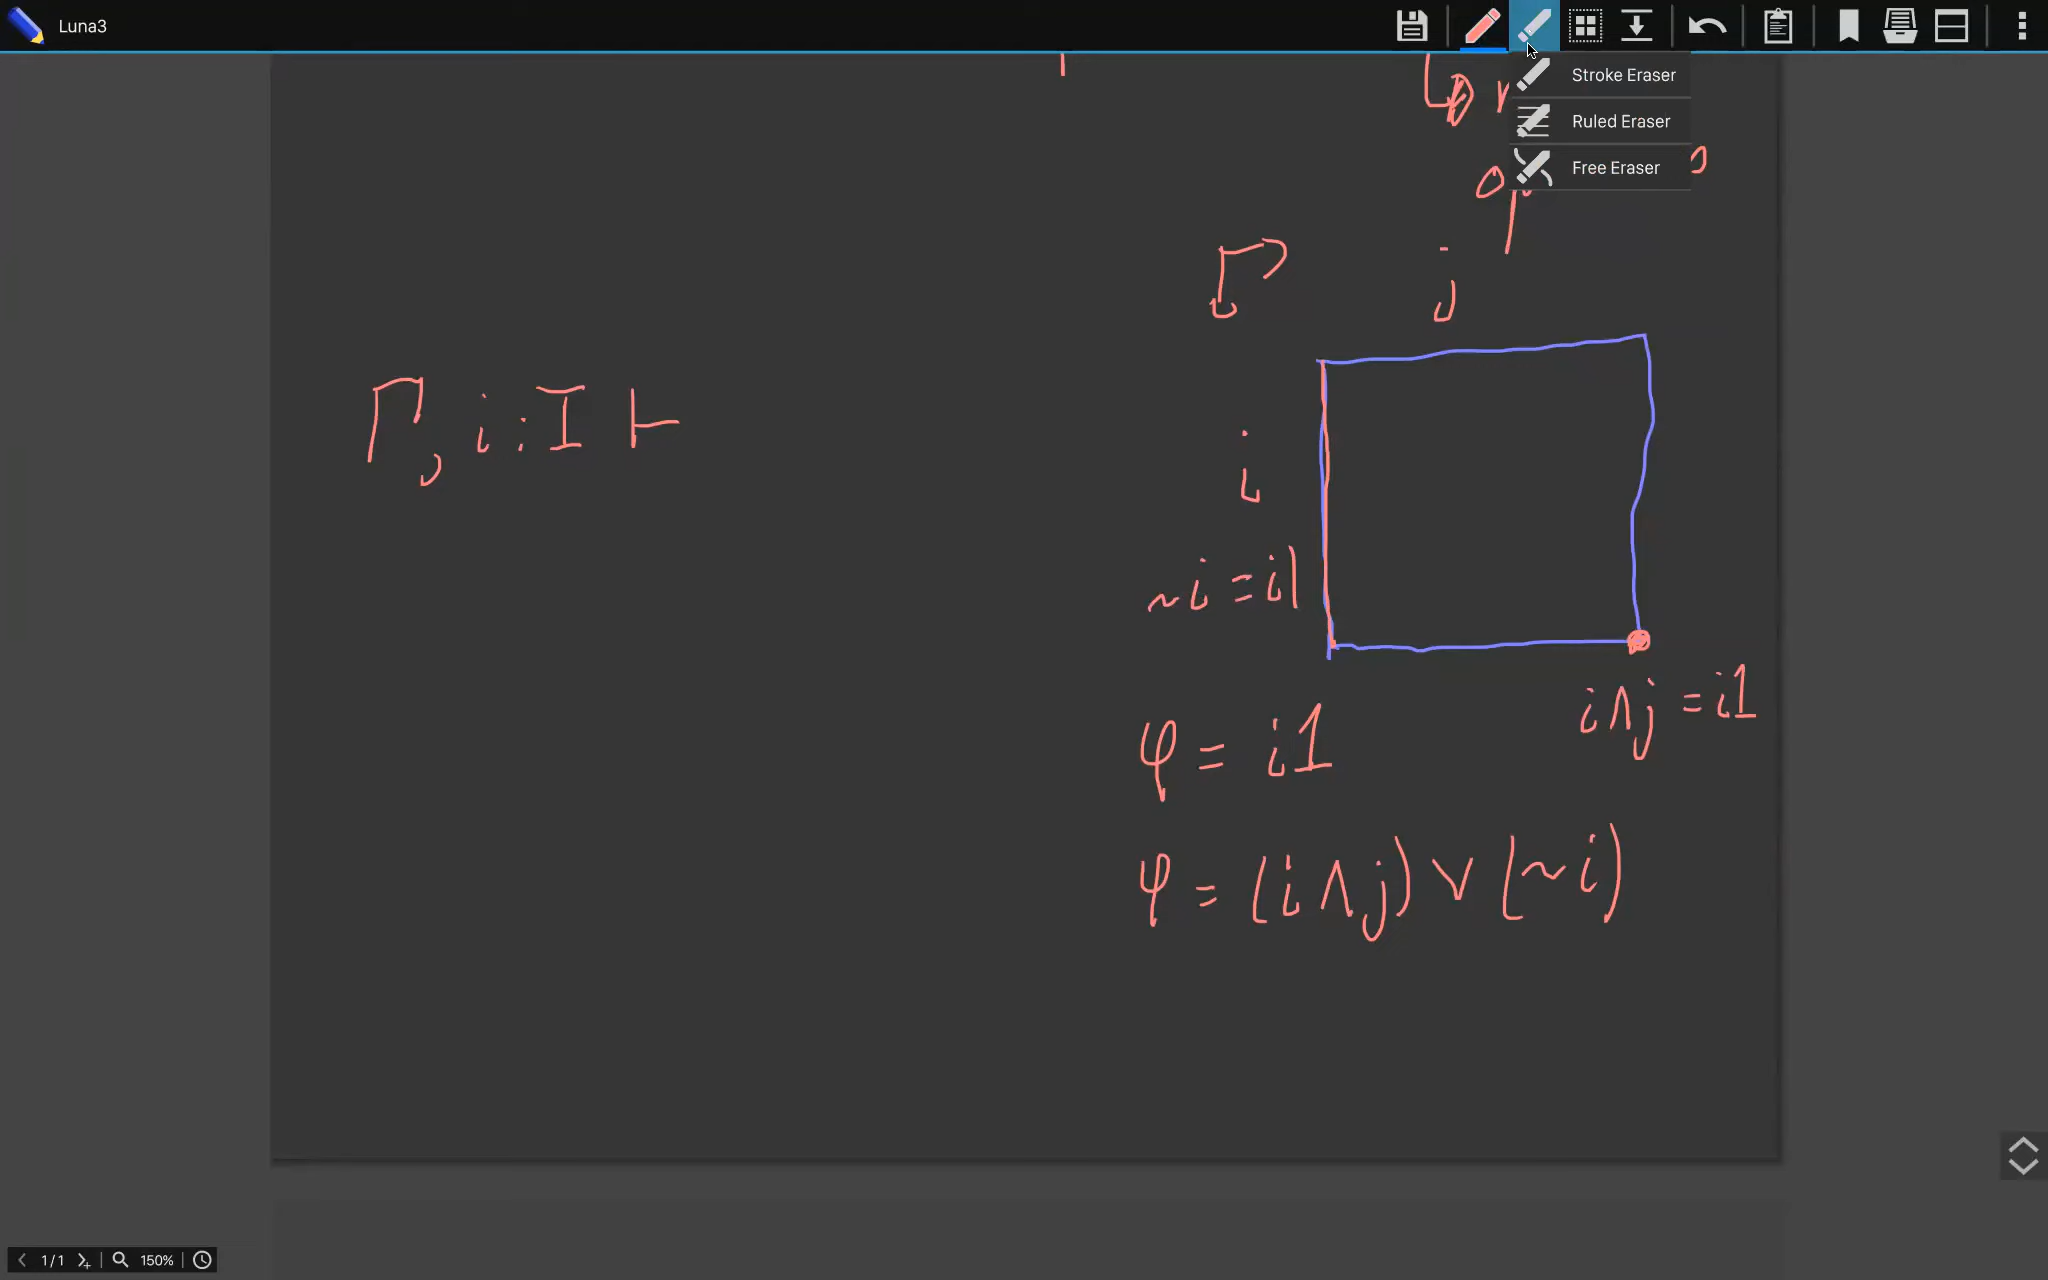 Luna3
Stroke Eraser
Ruled Eraser
Free Eraser
j
Γ, i : I ⊢
i
~i = i1
i∧j = i1
φ = i1
φ = (i ∧ j) ∨ (~i)
1/1
150%